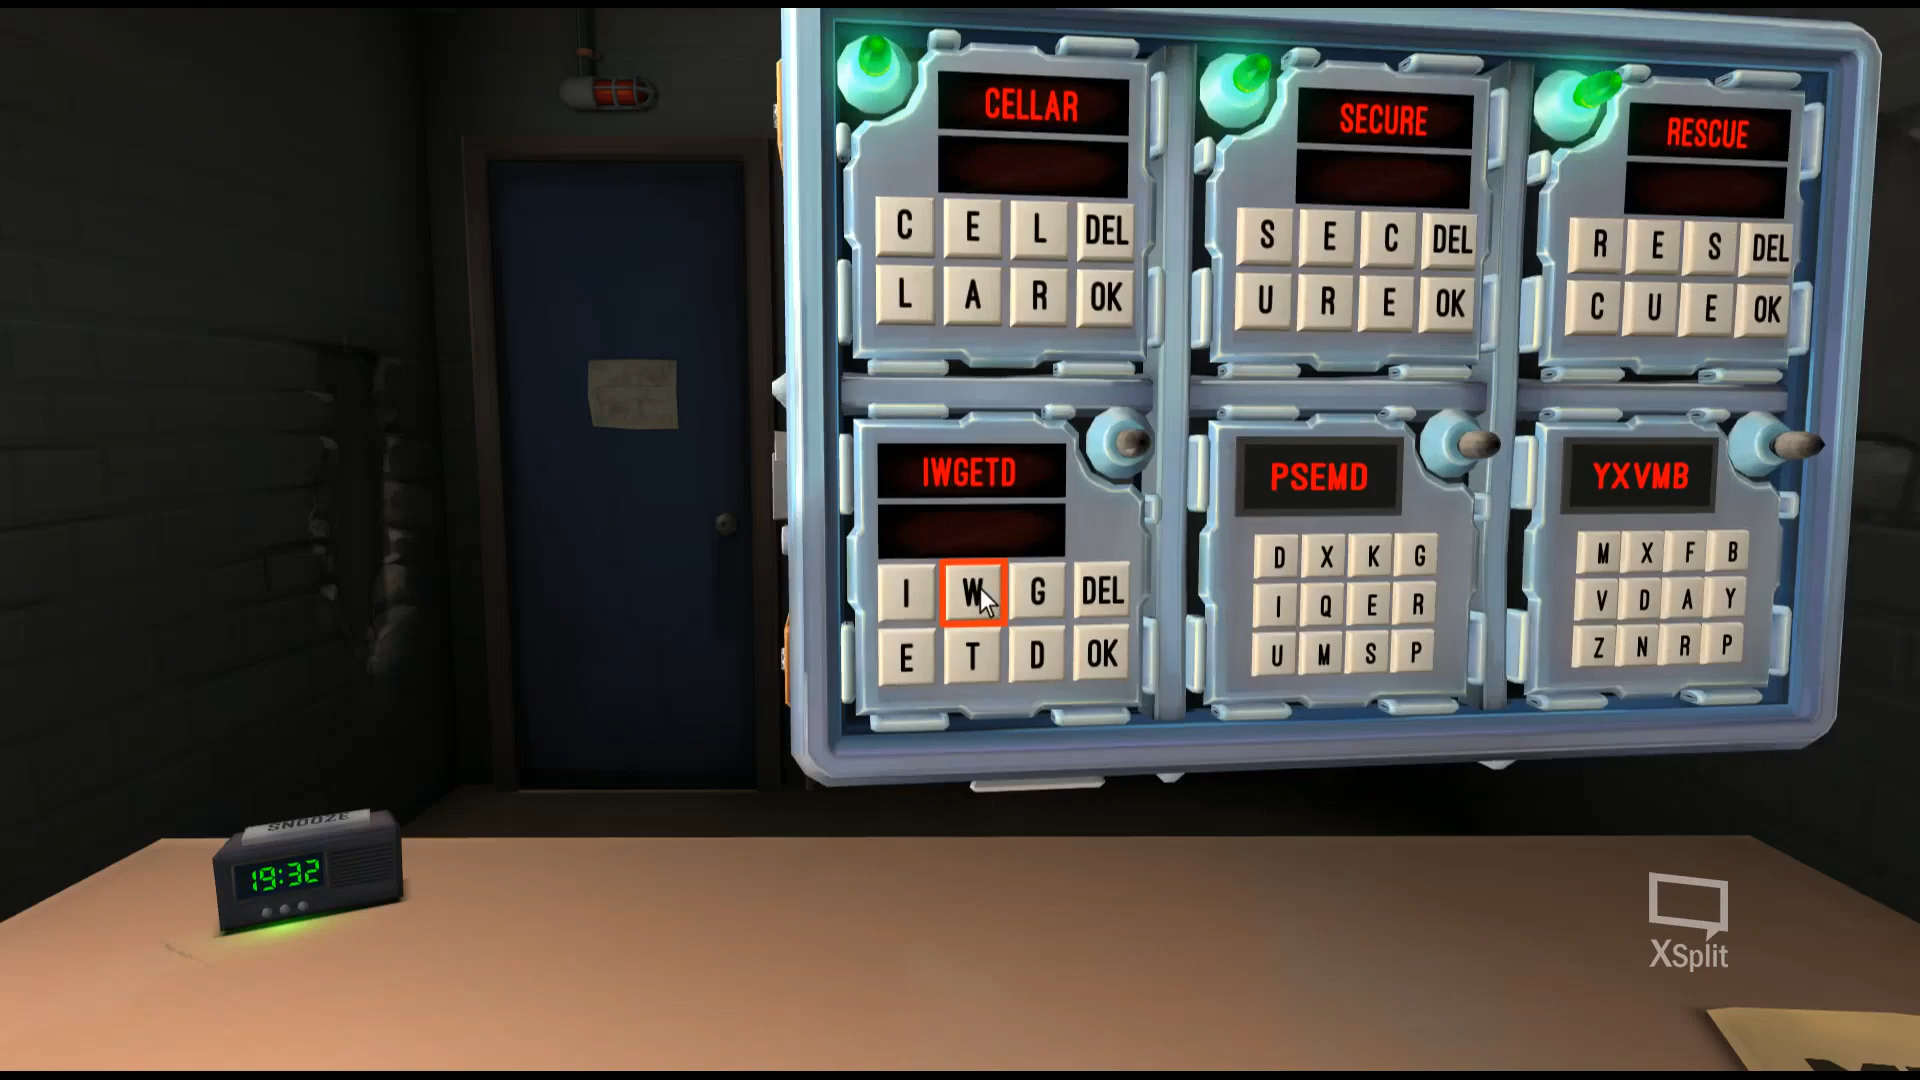 CELLAR
C E L DEL
L A R OK
SECURE
S E C DEL
U R E OK
RESCUE
R E S DEL
C U E OK
IWGETD
I W G DEL
E T D OK
PSEMD
D X K G
I Q E R
U M S P
YXVMB
M X F B
V D A Y
Z N R P
SNOOZE
19:32
XSplit